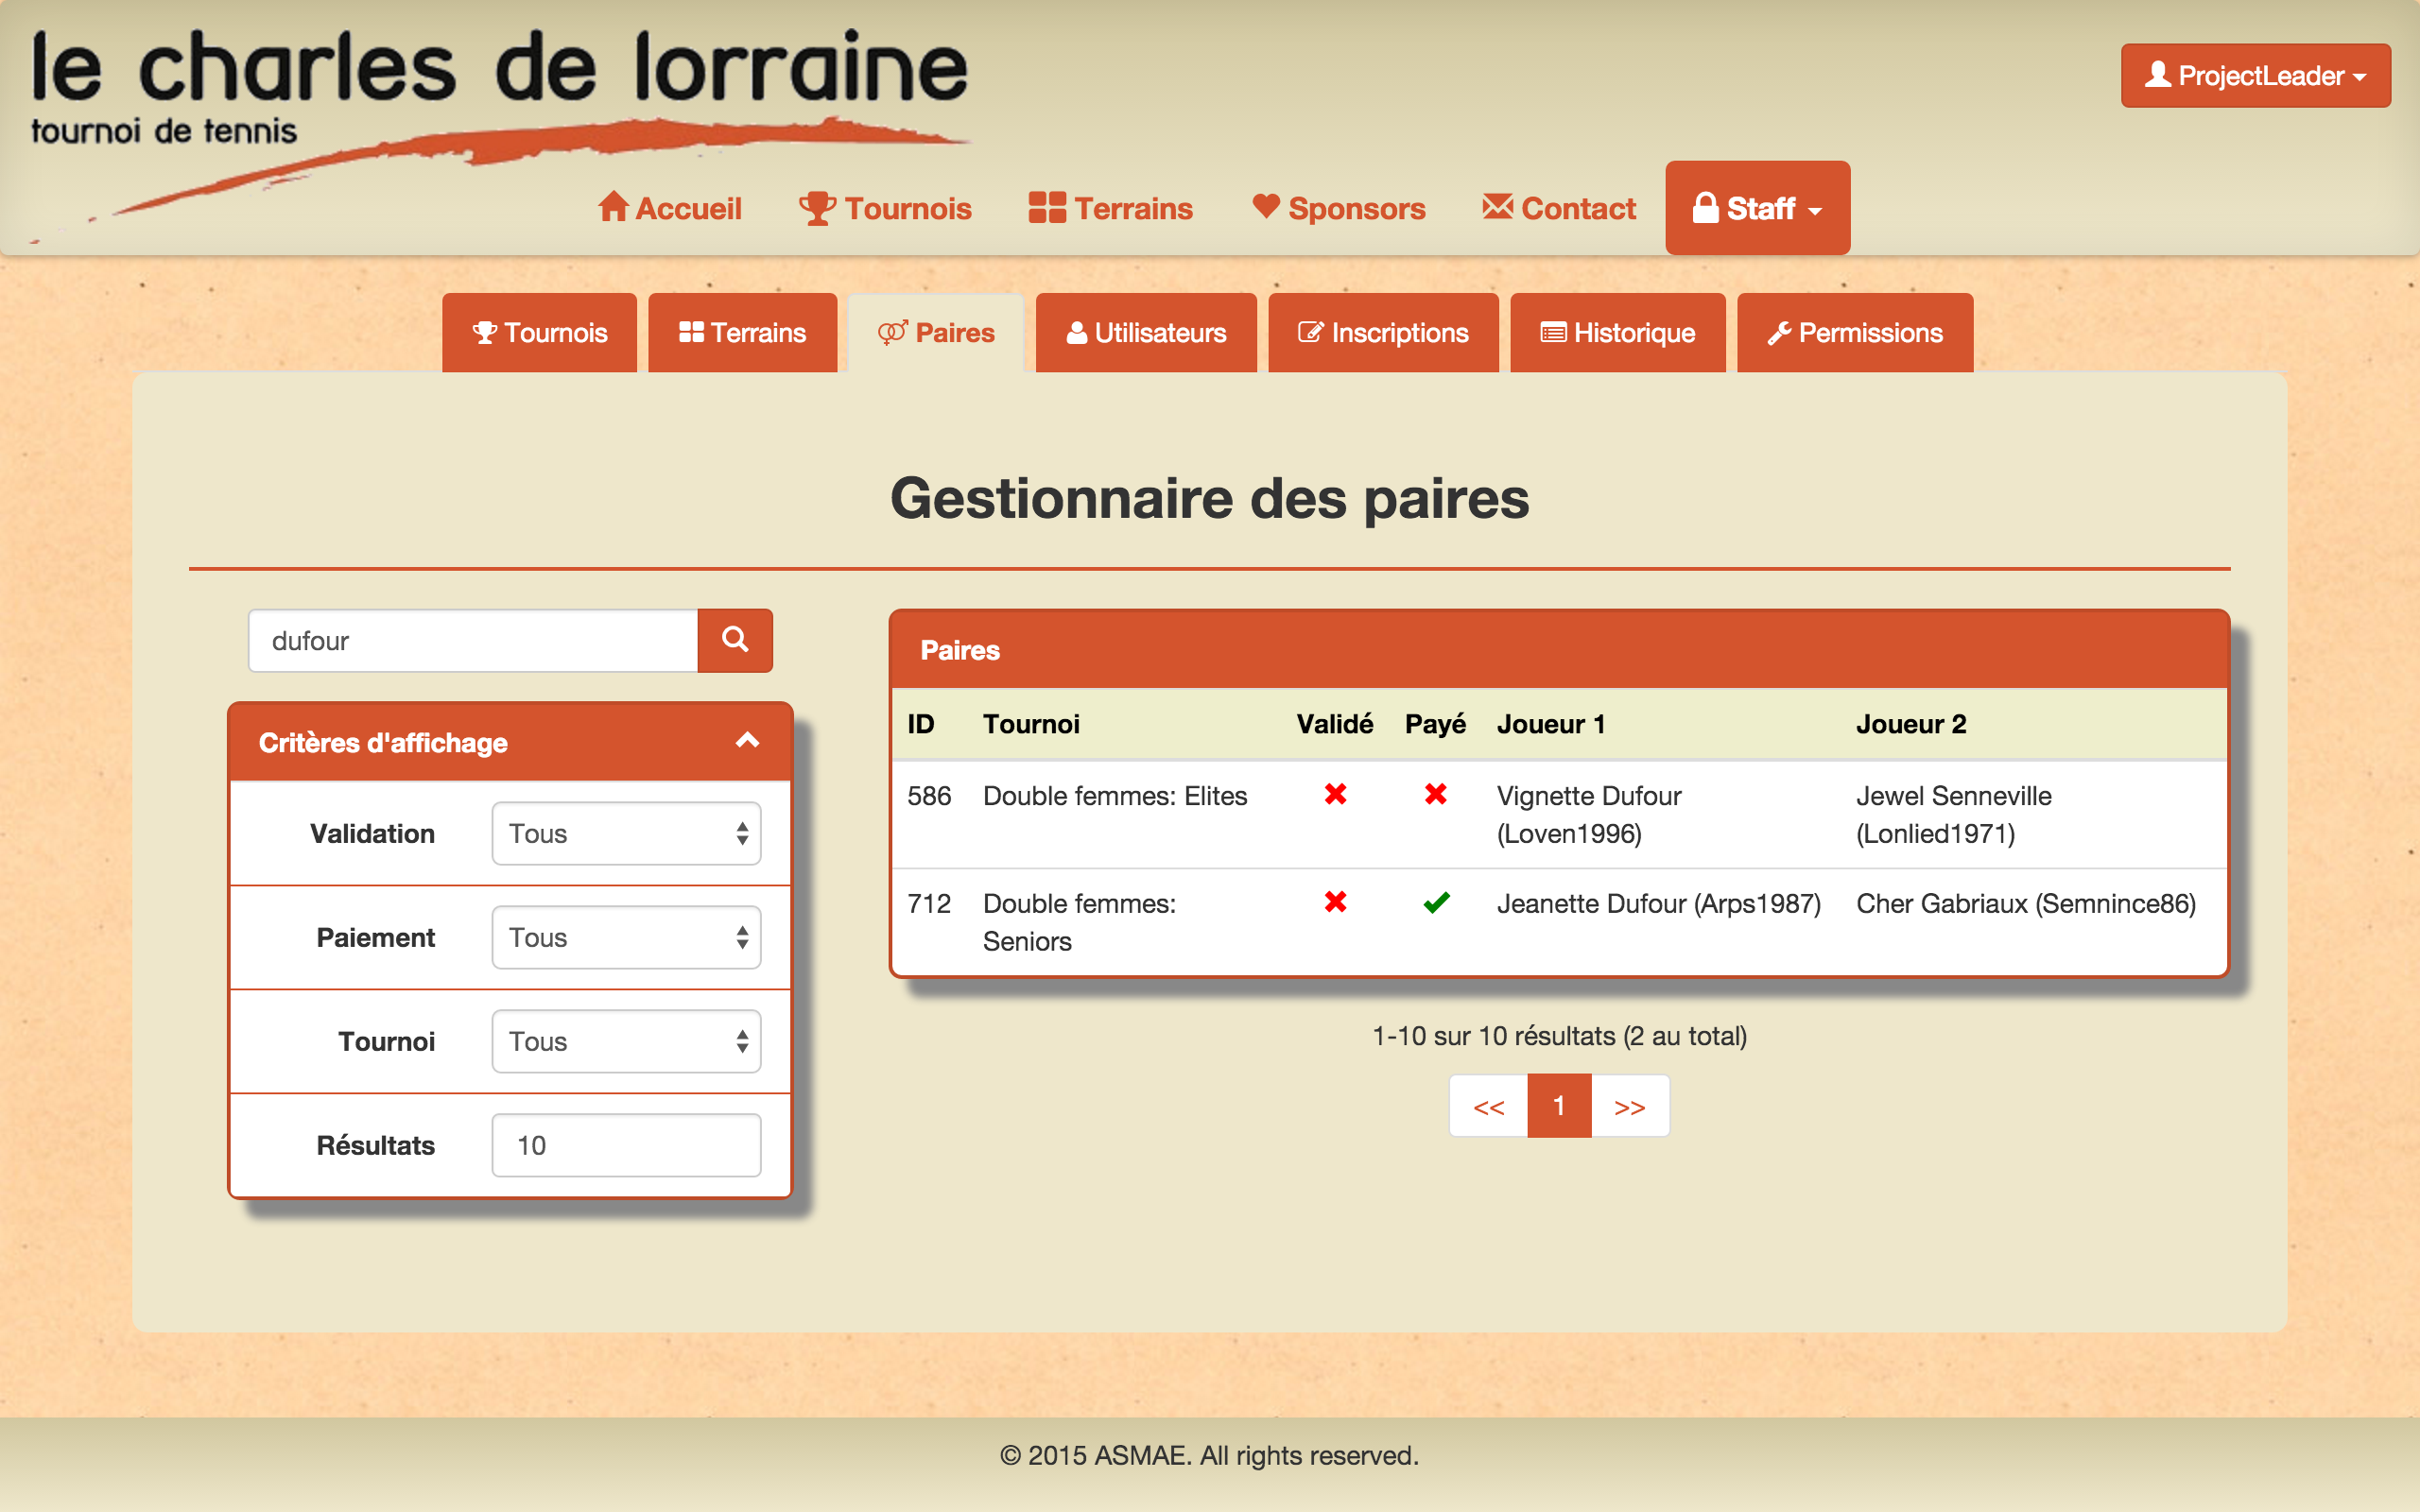 le charles de lorraine
tournoi de tennis
ProjectLeader
Accueil Tournois Terrains Sponsors Contact Staff
Tournois Terrains Paires Utilisateurs Inscriptions Historique Permissions
Gestionnaire des paires
dufour
Critères d'affichage
Validation Tous
Paiement Tous
Tournoi Tous
Résultats 10
Paires
ID Tournoi Validé Payé Joueur 1 Joueur 2
586 Double femmes: Elites Vignette Dufour Jewel Senneville
(Loven1996) (Lonlied1971)
712 Double femmes: Jeanette Dufour (Arps1987) Cher Gabriaux (Semnince86)
Seniors
1-10 sur 10 résultats (2 au total)
<< 1 >>
© 2015 ASMAE. All rights reserved.